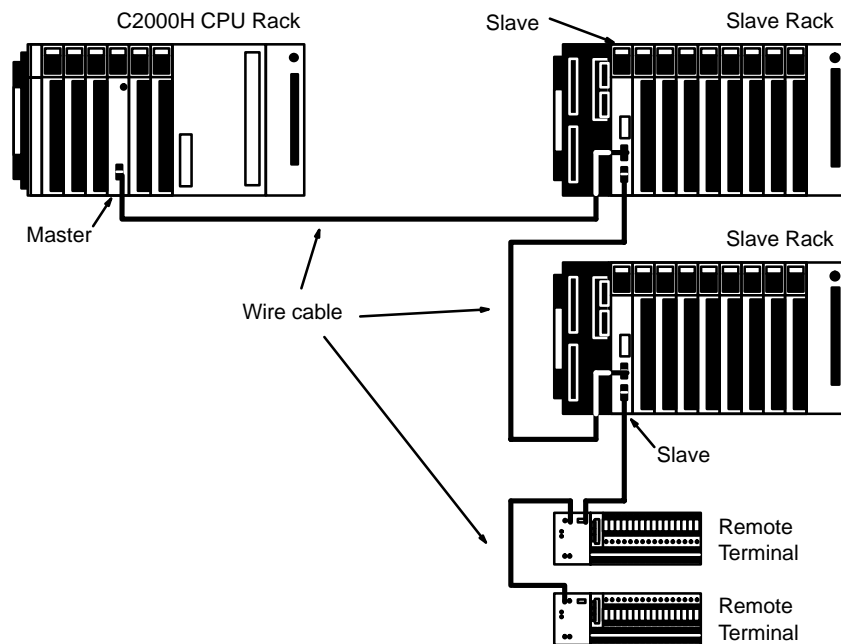 C2000H CPU Rack
Slave
Slave Rack
Master
Slave Rack
Wire cable
Slave
Remote
Terminal
Remote
Terminal